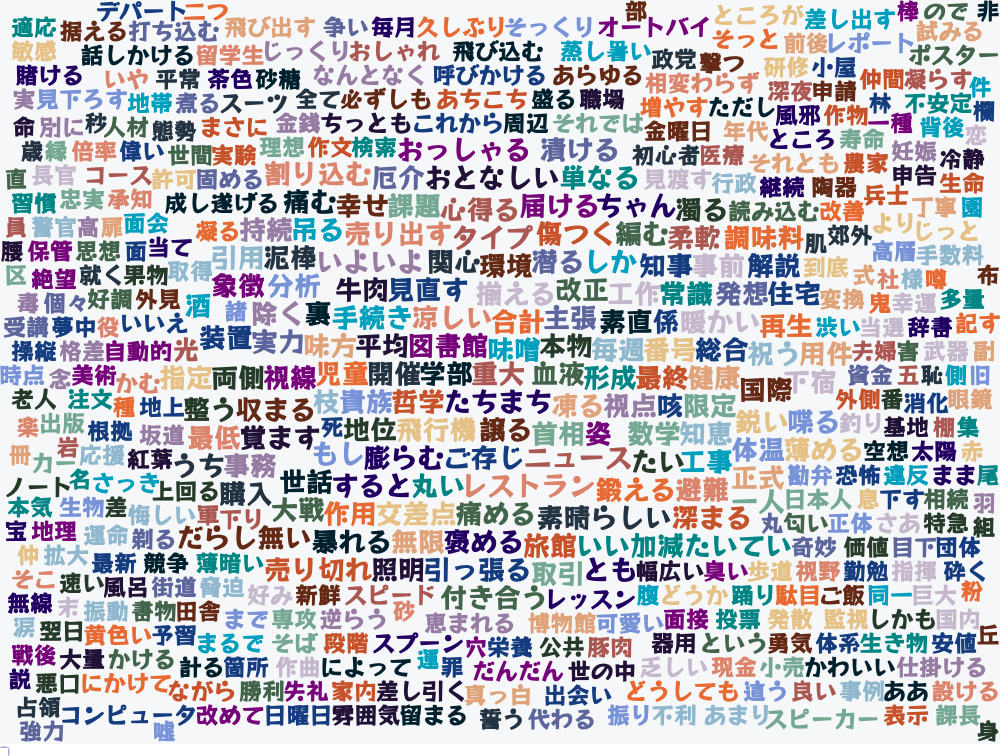 デパート 二つ 部 ところが 差し出す 棒 ので 非
適応 据える 打ち込む 飛び出す 争い 毎月 久しぶり そっくり オートバイ 試みる
敏感 話しかける 留学生 じっくり おしゃれ 飛び込む 蒸し暑い 政党 撃つ そっと 前後 レポート ポスター
賭ける いや 平常 茶色 砂糖 なんとなく 呼びかける あらゆる 相変わらず 研修 小屋 仲間 凝らす 件
実 見下ろす 地帯 煮る スーツ 全て 必ずしも あちこち 盛る 職場 増やす ただし 深夜 申請 林 不安定 欄
命 別に 秒 人材 態勢 まさに 金銭 ちっとも これから 周辺 それでは 金曜日 年代 風邪 作物 一種 背後 恋
歳 縁 倍率 偉い 世間 実験 理想 作文 検索 おっしゃる 漬ける 初心者 医療 ところ 寿命 妊娠 冷静
直 長官 コース 許可 固める 割り込む 厄介 おとなしい 単なる 見渡す 行政 それとも 農家 申告 生命
習慣 忠実 承知 成し遂げる 痛む 幸せ 課題 心得る 届ける ちゃん 濁る 読み込む 継続 陶器 改善 兵士 丁寧 園
員 警官 高 扉 面会 凝る 持続 吊る 売り出す タイプ 傷つく 編む 柔軟 調味料 肌 郊外 より じっと
腰 保管 思想 面 当て 引用 泥棒 いよいよ 関心 環境 潜る しか 知事 事前 解説 到底 高層 手数料
区 絶望 就く 果物 取得 象徴 分析 牛肉 見直す 揃える 改正 工作 常識 発想 住宅 変換 式 社 様 噂 布
毒 個々 好調 外見 酒 諸 除く 裏 手続き 涼しい 合計 主張 素直 係 暖かい 再生 渋い 鬼 幸運 多量
受講 夢中 役 いいえ 装置 実力 味方 平均 図書館 味噌 本物 毎週 番号 総合 祝う 用件 当選 辞書 記す
操縦 格差 自動的 光 夫婦 害 武器 副
時点 念 美術 かむ 指定 両側 視線 児童 開催 学部 重大 血液 形成 最終 健康 国際 下宿 資金 五 恥 側 旧
老人 注文 種 地上 整う 収まる 枝 貴族 哲学 たちまち 凍る 視点 咳 限定 外側 番 消化 眼鏡
楽 出版 根拠 坂道 最低 覚ます 死 地位 飛行機 譲る 首相 姿 数学 知恵 鋭い 喋る 釣り 基地 棚 集
冊 カー 岩 応援 紅葉 うち 事務 もし 膨らむ ご存じ ニュース たい 工事 体温 薄める 空想 太陽 赤
ノート 名 さっき 上回る 購入 世話 すると 丸い レストラン 鍛える 避難 正式 勘弁 恐怖 違反 まま 尾
本気 生物 差 悔しい 軍 下り 大戦 作用 文 差点 痛める 素晴らしい 深まる 一人 日本人 息 下す 相続 羽
宝 地理 運命 剃る だらし無い 暴れる 無限 褒める 旅館 いい加減 たいてい 丸 匂い 正体 さあ 特急 組
仲 拡大 最新 競争 薄暗い 売り切れ 照明 引っ張る 取引 とも 幅広い 臭い 歩道 視野 奇妙 価値 目下 団体
そこ 速い 風呂 街道 脅迫 好み 新鮮 スピード 付き合う レッスン 腹 どうか 踊り 駄目 ご飯 勤勉 指揮 砕く
無線 末 振動 書物 田舎 まで 専攻 逆らう 砂 恵まれる 博物館 可愛い 面接 投票 発散 同一 巨大 粉
涙 翌日 黄色い 予習 まるで そば 段階 スプーン 穴 栄養 公共 豚肉 器用 という 勇気 監視 しかも 国内
戦後 大量 かける 計る 箇所 作曲 によって 運 罪 だんだん 世の中 乏しい 現金 小売 体系 生き物 安値 丘
説 悪口 にかけて ながら 勝利 失礼 家内 差し引く 真っ白 出会い どうしても 違う 良い かわいい 仕掛ける
占領 コンピュータ 改めて 日曜日 雰囲気 留まる 誓う 代わる 振り 不利 あまり 事例 ああ 設ける
強力 嘘 スピーカー 表示 課長 身